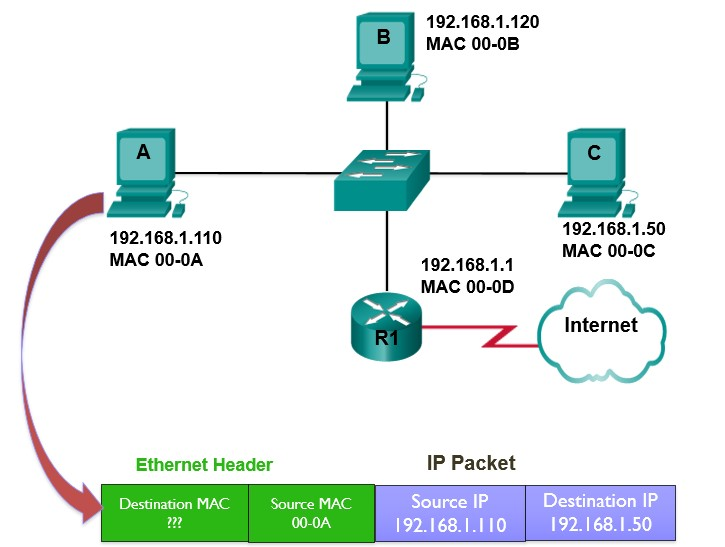 B
192.168.1.120
MAC 00-0B
A
C
192.168.1.110
MAC 00-0A
192.168.1.50
MAC 00-0C
192.168.1.1
MAC 00-0D
R1
Internet
Ethernet Header
IP Packet
Destination MAC
???
Source MAC
00-0A
Source IP
192.168.1.110
Destination IP
192.168.1.50